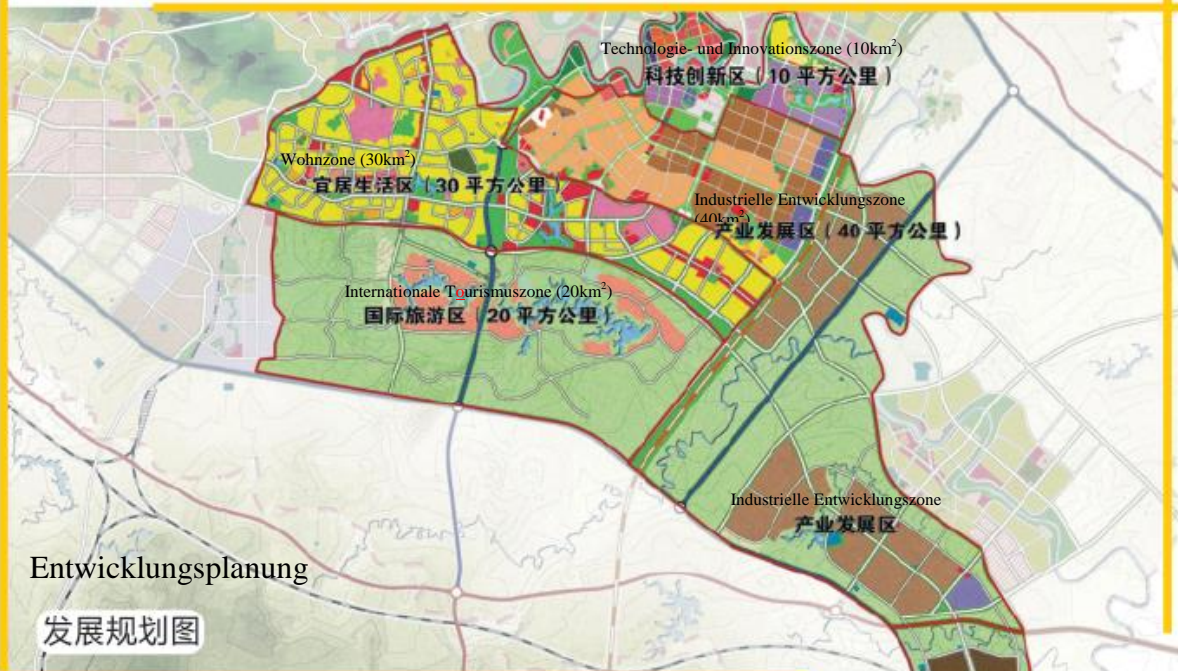 Technologie- und Innovationszone (10km²)
科技创新区（10 平方公里）
Wohnzone (30km²)
宜居生活区（30 平方公里）
Industrielle Entwicklungszone
(40km²)
产业发展区（40 平方公里）
Internationale Tourismuszone (20km²)
国际旅游区（20 平方公里）
Industrielle Entwicklungszone
产业发展区
Entwicklungsplanung
发展规划图